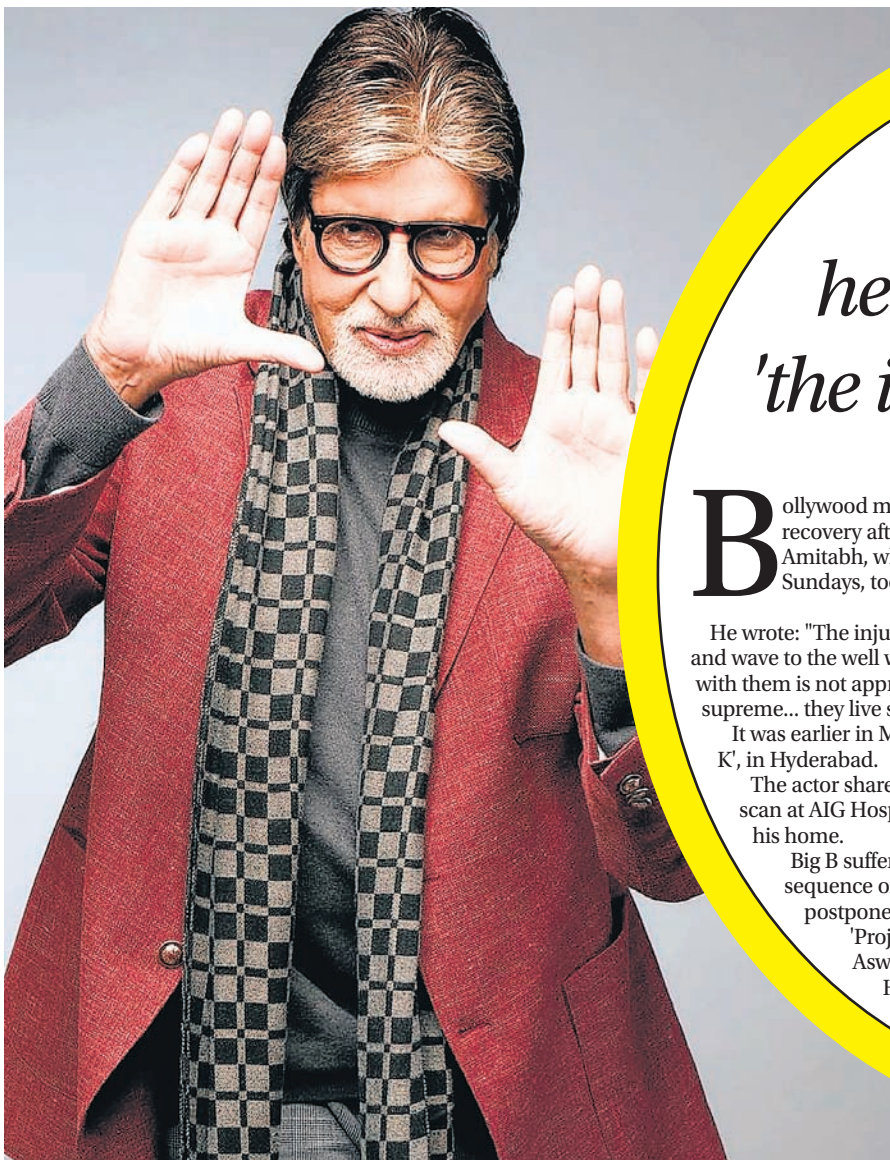 he
'the i
Bollywood m
recovery aft
Amitabh, w
Sundays, too
He wrote: "The inju
and wave to the well w
with them is not appr
supreme... they live s
It was earlier in M
K', in Hyderabad.
The actor share
scan at AIG Hosp
his home.
Big B suffer
sequence o
postpone
'Proj
Asw